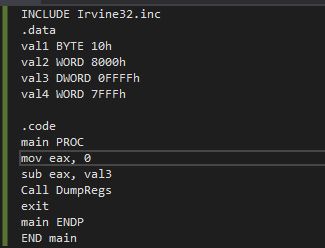 INCLUDE Irvine32.inc
.data
val1 BYTE 10h
val2 WORD 8000h
val3 DWORD 0FFFFh
val4 WORD 7FFFh
.code
main PROC
mov eax, 0
sub eax, val3
Call DumpRegs
exit
main ENDP
END main